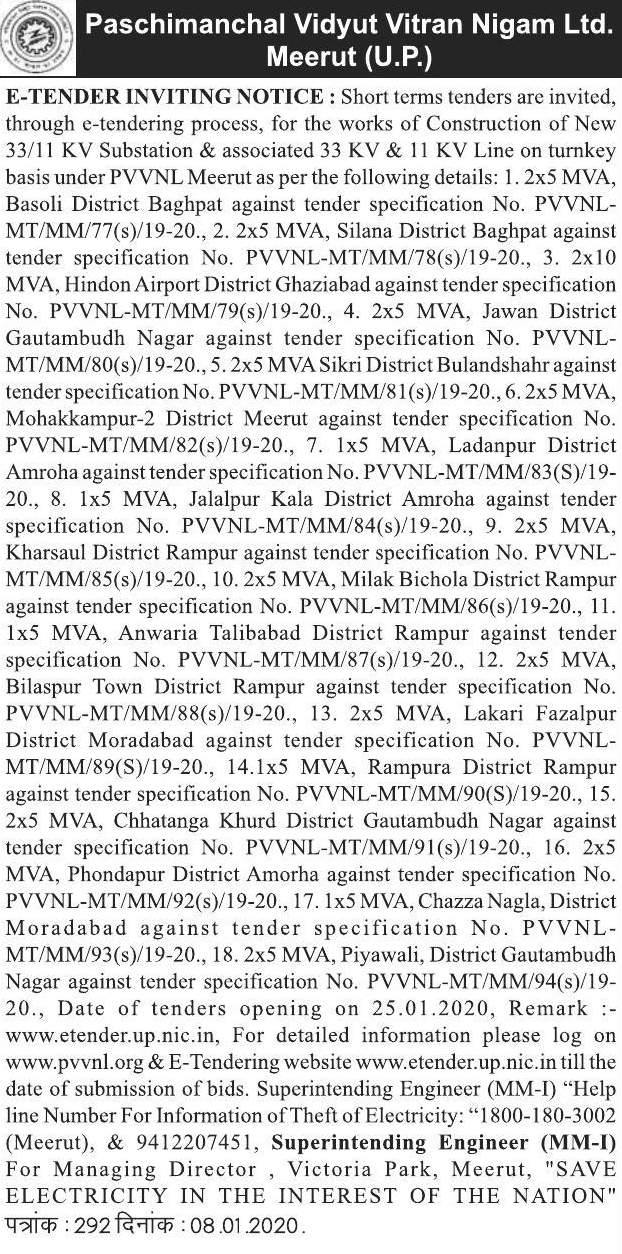 Paschimanchal Vidyut Vitran Nigam Ltd.
Meerut (U.P.)
E-TENDER INVITING NOTICE : Short terms tenders are invited,
through e-tendering process, for the works of Construction of New
33/11 KV Substation & associated 33 KV & 11 KV Line on turnkey
basis under PVVNL Meerut as per the following details: 1. 2x5 MVA,
Basoli District Baghpat against tender specification No. PVVNL-
MT/MM/77(s)/19-20., 2. 2x5 MVA, Silana District Baghpat against
tender specification No. PVVNL-MT/MM/78(s)/19-20., 3. 2x10
MVA, Hindon Airport District Ghaziabad against tender specification
No. PVVNL-MT/MM/79(s)/19-20., 4. 2x5 MVA, Jawan District
Gautambudh Nagar against tender specification No. PVVNL-
MT/MM/80(s)/19-20., 5. 2x5 MVA Sikri District Bulandshahr against
tender specification No. PVVNL-MT/MM/81(s)/19-20., 6. 2x5 MVA,
Mohakkampur-2 District Meerut against tender specification No.
PVVNL-MT/MM/82(s)/19-20., 7. 1x5 MVA, Ladanpur District
Amroha against tender specification No. PVVNL-MT/MM/83(S)/19-
20., 8. 1x5 MVA, Jalalpur Kala District Amroha against tender
specification No. PVVNL-MT/MM/84(s)/19-20., 9. 2x5 MVA,
Kharsaul District Rampur against tender specification No. PVVNL-
MT/MM/85(s)/19-20., 10. 2x5 MVA, Milak Bichola District Rampur
against tender specification No. PVVNL-MT/MM/86(s)/19-20., 11.
1x5 MVA, Anwaria Talibabad District Rampur against tender
specification No. PVVNL-MT/MM/87(s)/19-20., 12. 2x5 MVA,
Bilaspur Town District Rampur against tender specification No.
PVVNL-MT/MM/88(s)/19-20., 13. 2x5 MVA, Lakari Fazalpur
District Moradabad against tender specification No. PVVNL-
MT/MM/89(S)/19-20., 14.1x5 MVA, Rampura District Rampur
against tender specification No. PVVNL-MT/MM/90(S)/19-20., 15.
2x5 MVA, Chhatanga Khurd District Gautambudh Nagar against
tender specification No. PVVNL-MT/MM/91(s)/19-20., 16. 2x5
MVA, Phondapur District Amorha against tender specification No.
PVVNL-MT/MM/92(s)/19-20., 17. 1x5 MVA, Chazza Nagla, District
Moradabad against tender specification No. PVVNL-
MT/MM/93(s)/19-20., 18. 2x5 MVA, Piyawali, District Gautambudh
Nagar against tender specification No. PVVNL-MT/MM/94(s)/19-
20., Date of tenders opening on 25.01.2020, Remark :-
www.etender.up.nic.in, For detailed information please log on
www.pvvnl.org & E-Tendering website www.etender.up.nic.in till the
date of submission of bids. Superintending Engineer (MM-I) “Help
line Number For Information of Theft of Electricity: “1800-180-3002
(Meerut), & 9412207451, Superintending Engineer (MM-I)
For Managing Director , Victoria Park, Meerut, "SAVE
ELECTRICITY IN THE INTEREST OF THE NATION"
पत्रांक : 292 दिनांक : 08.01.2020.